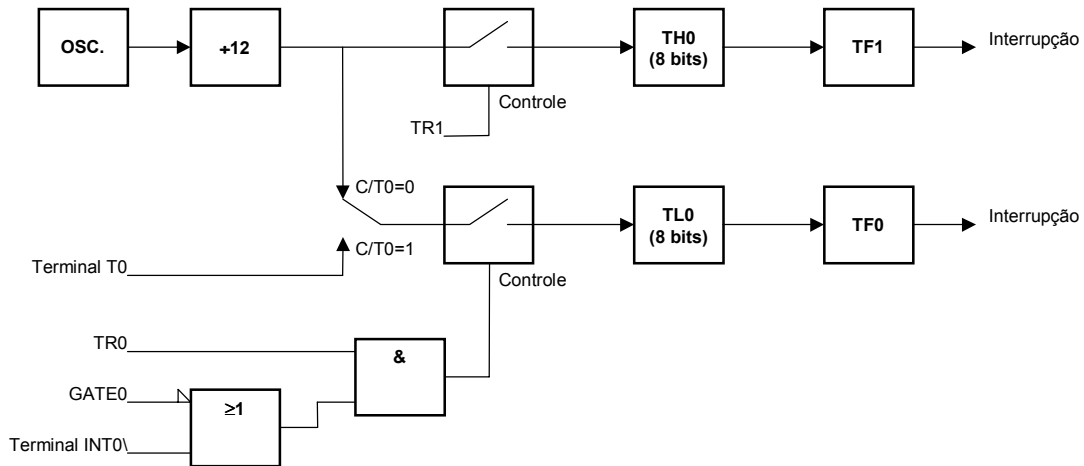 OSC.
+12
TH0
(8 bits)
TF1
Interrupção
Controle
TR1
C/T0=0
C/T0=1
TL0
(8 bits)
TF0
Interrupção
Terminal T0
Controle
TR0
&
GATE0
≥1
Terminal INT0\